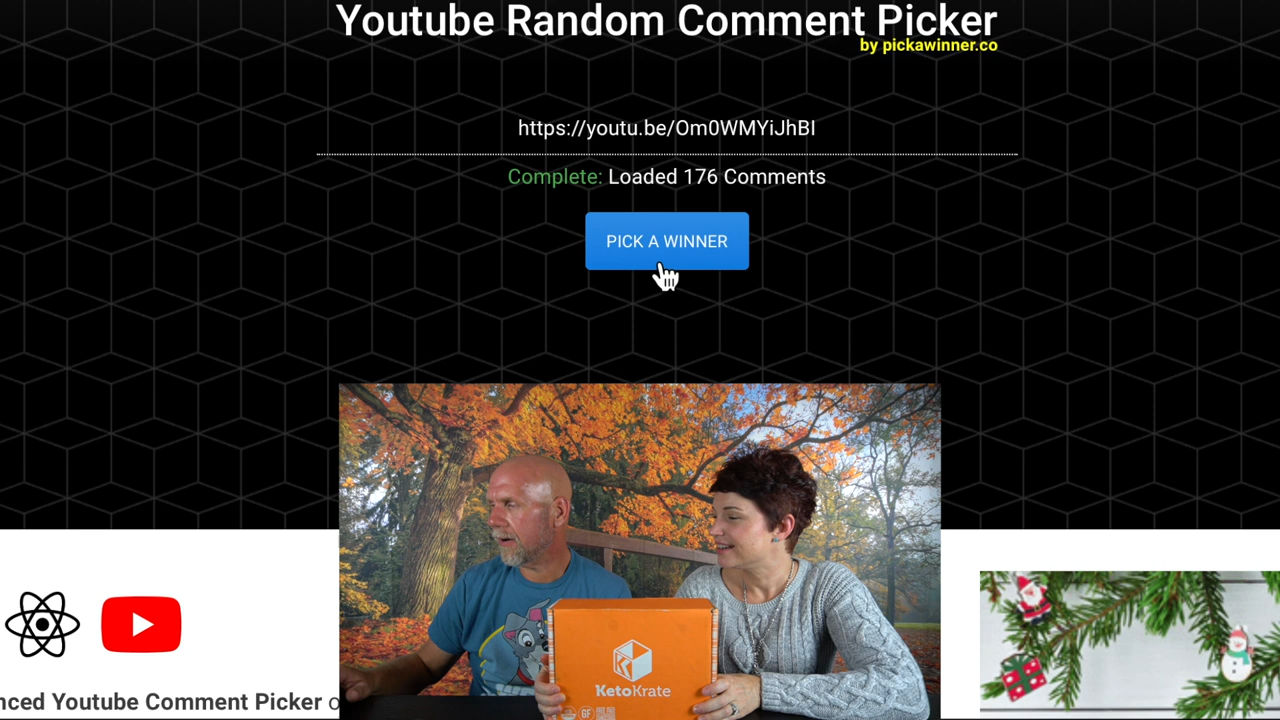 Youtube Random Comment Picker
by pickawinner.co
https://youtu.be/Om0WMYiJhBI
Complete: Loaded 176 Comments
PICK A WINNER
KetoKrate
GF
nced Youtube Comment Picker o